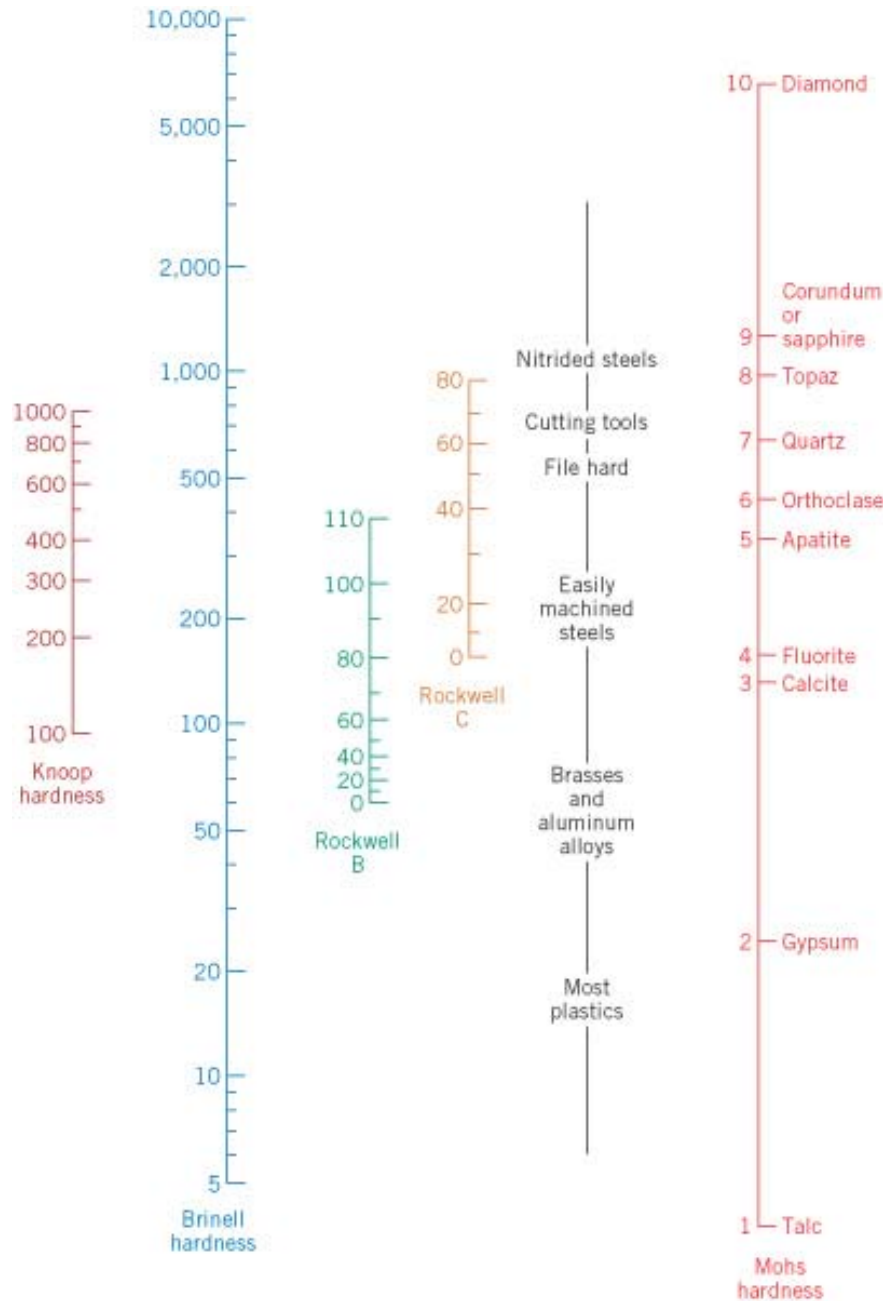 10,000
5,000
2,000
1,000
500
200
100
50
20
10
5
Brinell
hardness
1000
800
600
400
300
200
100
Knoop
hardness
110
100
80
60
40
20
0
Rockwell
B
80
60
40
20
0
Rockwell
C
Nitrided steels
Cutting tools
File hard
Easily
machined
steels
Brasses
and
aluminum
alloys
Most
plastics
10 Diamond
Corundum
or
9 sapphire
8 Topaz
7 Quartz
6 Orthoclase
5 Apatite
4 Fluorite
3 Calcite
2 Gypsum
1 Talc
Mohs
hardness